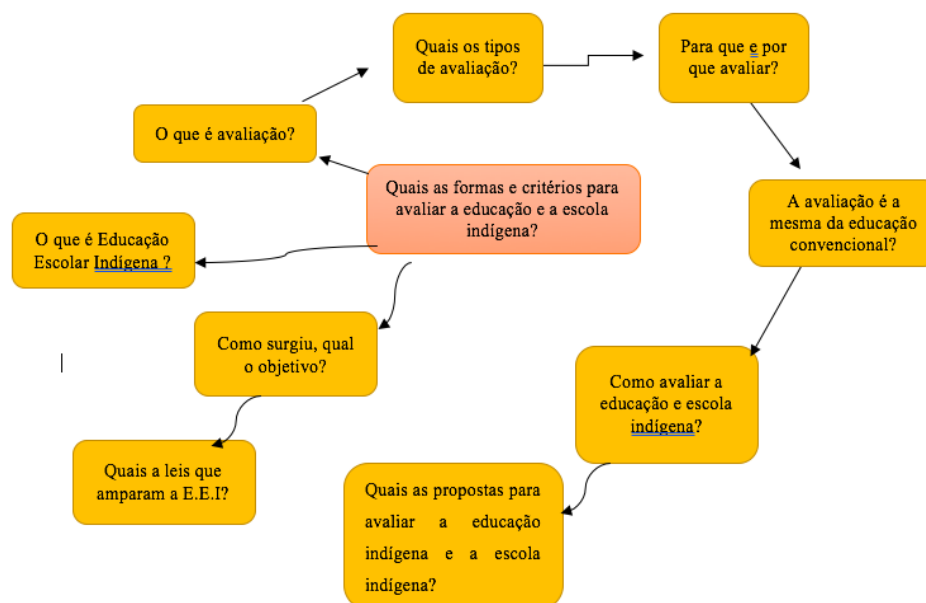 Quais os tipos
de avaliação?
Para que e por
que avaliar?
O que é avaliação?
Quais as formas e critérios para
avaliar a educação e a escola
indígena?
A avaliação é a
mesma da educação
convencional?
O que é Educação
Escolar Indígena ?
Como surgiu, qual
o objetivo?
Como avaliar a
educação e escola
indígena?
Quais a leis que
amparam a E.E.I?
Quais as propostas para
avaliar a educação
indígena e a escola
indígena?